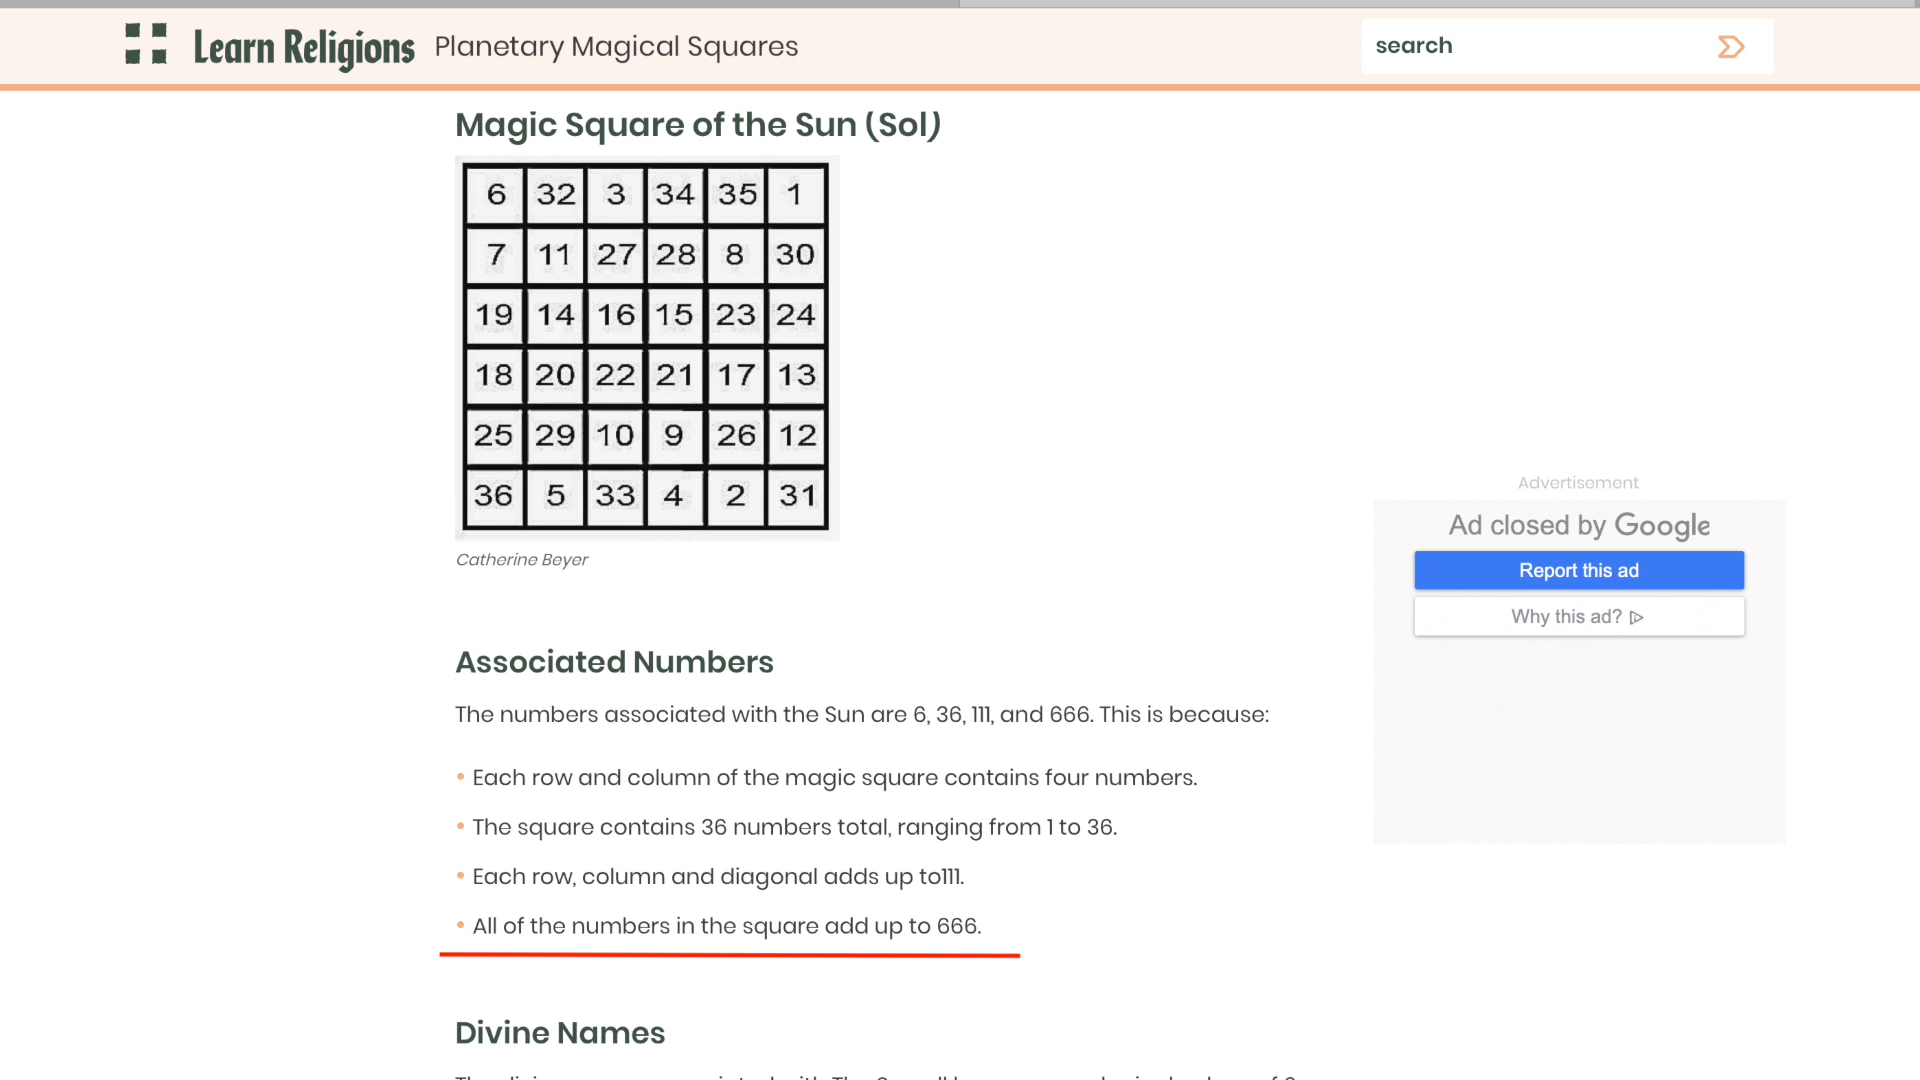 Learn Religions Planetary Magical Squares search
Magic Square of the Sun (Sol)
6 32 3 34 35 1
7 11 27 28 8 30
19 14 16 15 23 24
18 20 22 21 17 13
25 29 10 9 26 12
36 5 33 4 2 31
Catherine Beyer
Advertisement
Ad closed by Google
Report this ad
Why this ad?
Associated Numbers
The numbers associated with the Sun are 6, 36, 111, and 666. This is because:
• Each row and column of the magic square contains four numbers.
• The square contains 36 numbers total, ranging from 1 to 36.
• Each row, column and diagonal adds up to111.
• All of the numbers in the square add up to 666.
Divine Names